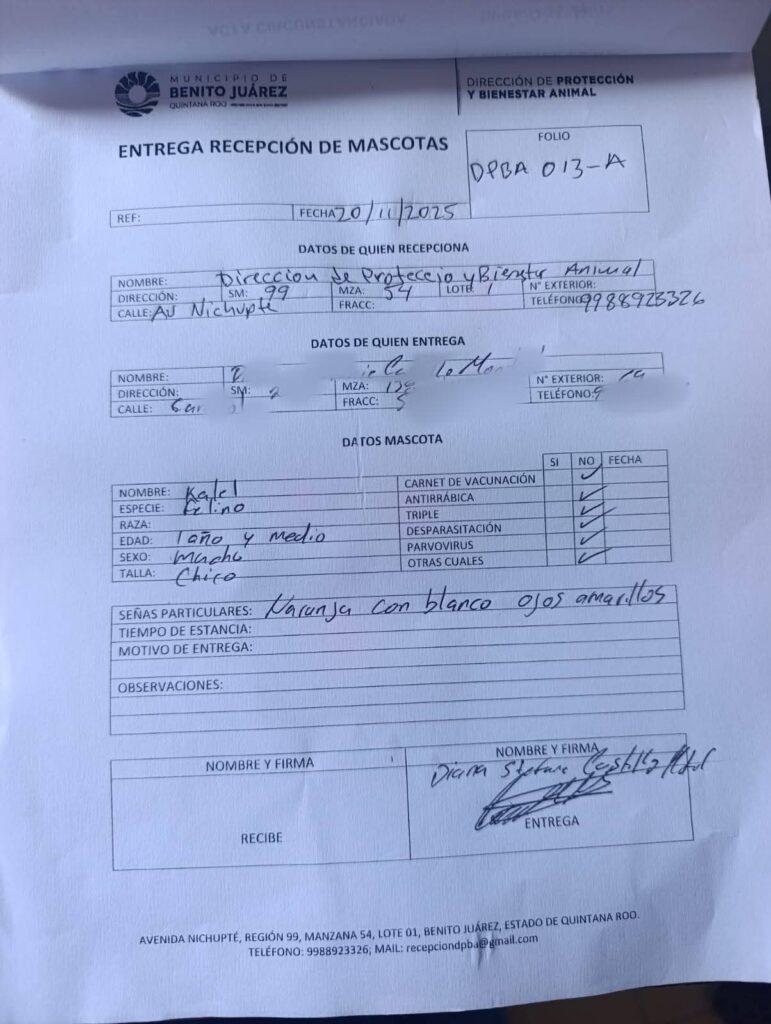 MUNICIPIO DE
BENITO JUÁREZ
QUINTANA ROO
DIRECCIÓN DE PROTECCIÓN
Y BIENESTAR ANIMAL
ENTREGA RECEPCIÓN DE MASCOTAS
FOLIO
DPBA 013-A
REF:
FECHA 20/11/2025
DATOS DE QUIEN RECEPCIONA
NOMBRE: Direccion de Proteccio y Bienestar Animal
DIRECCIÓN: SM: 99 MZA: 54 LOTE: 1 N° EXTERIOR:
CALLE: AV Nichupté FRACC: TELÉFONO: 9988923326
DATOS DE QUIEN ENTREGA
NOMBRE:
DIRECCIÓN: SM: MZA: N° EXTERIOR:
CALLE: FRACC: TELÉFONO:
DATOS MASCOTA
SI NO FECHA
NOMBRE: Kalel CARNET DE VACUNACIÓN ✓
ESPECIE: Felino ANTIRRÁBICA ✓
RAZA: TRIPLE ✓
EDAD: 1 año y medio DESPARASITACIÓN ✓
SEXO: macho PARVOVIRUS ✓
TALLA: Chico OTRAS CUALES ✓
SEÑAS PARTICULARES: Naranja con blanco ojos amarillos
TIEMPO DE ESTANCIA:
MOTIVO DE ENTREGA:
OBSERVACIONES:
NOMBRE Y FIRMA NOMBRE Y FIRMA
Diana
RECIBE ENTREGA
AVENIDA NICHUPTÉ, REGIÓN 99, MANZANA 54, LOTE 01, BENITO JUÁREZ, ESTADO DE QUINTANA ROO.
TELÉFONO: 9988923326; MAIL: recepciondpba@gmail.com